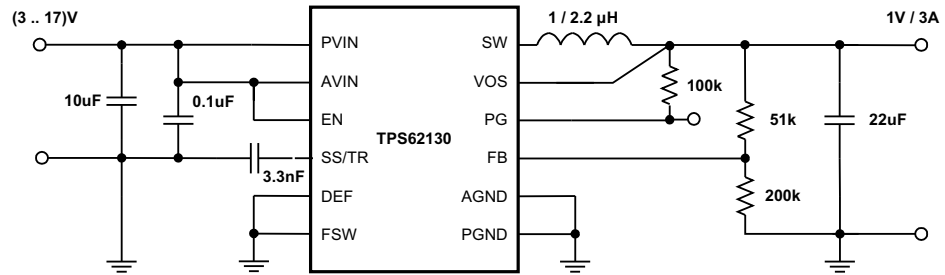 (3 .. 17)V
1 / 2.2 µH
1V / 3A
PVIN
SW
AVIN
VOS
10uF
0.1uF
100k
EN
PG
51k
22uF
TPS62130
SS/TR
FB
3.3nF
200k
DEF
AGND
FSW
PGND